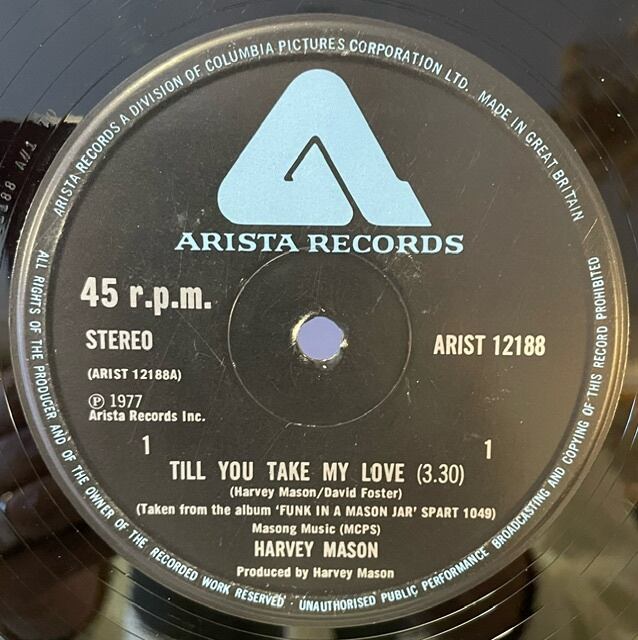 ARISTA RECORDS A DIVISION OF COLUMBIA PICTURES CORPORATION LTD. MADE IN GREAT BRITAIN
ARISTA RECORDS
45 r.p.m.
STEREO
ARIST 12188
(ARIST 12188A)
℗ 1977
Arista Records Inc.
1 1
TILL YOU TAKE MY LOVE (3.30)
(Harvey Mason/David Foster)
(Taken from the album 'FUNK IN A MASON JAR' SPART 1049)
Masong Music (MCPS)
HARVEY MASON
Produced by Harvey Mason
ALL RIGHTS OF THE PRODUCER AND OF THE OWNER OF THE RECORDED WORK RESERVED · UNAUTHORISED PUBLIC PERFORMANCE BROADCASTING AND COPYING OF THIS RECORD PROHIBITED